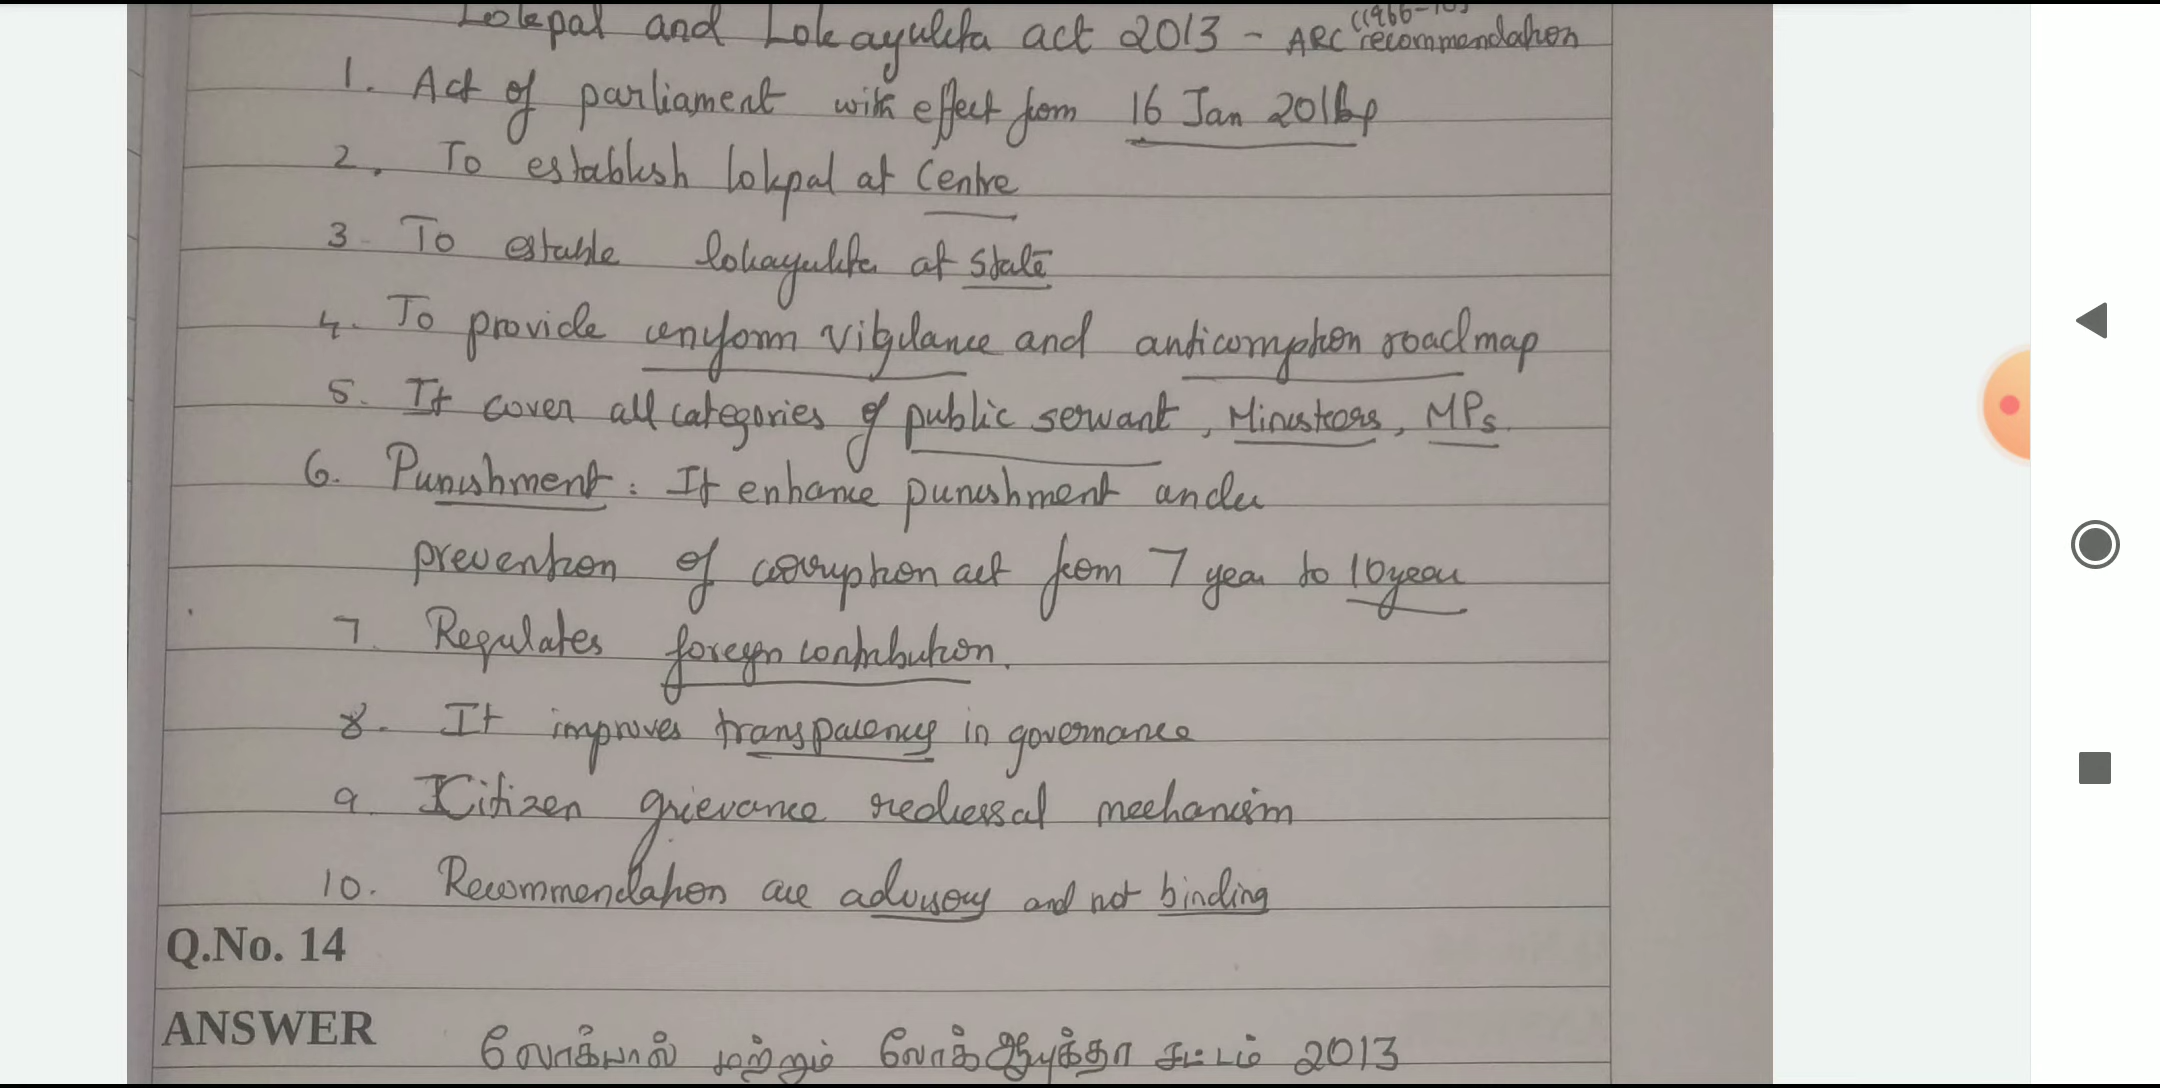 Lokpal and Lokayukta act 2013 - ARC (1966-70) recommendation
1. Act of parliament with effect from 16 Jan 201
2. To establish lokpal at Centre
3. To estable lokayukta at State
4. To provide uniform vigilance and anticorruption roadmap
5. It cover all categories of public servant, Ministers, MPs.
6. Punishment : It enhance punishment under
prevention of corruption act from 7 year to 10year
7. Regulates foreign contribution.
8. It improves transparency in governance
9. Citizen grievance redressal mechanism
10. Recommendation are advisory and not binding
Q.No. 14
ANSWER லோக்பால் மற்றும் லோக் ஆயுக்தா சட்டம் 2013